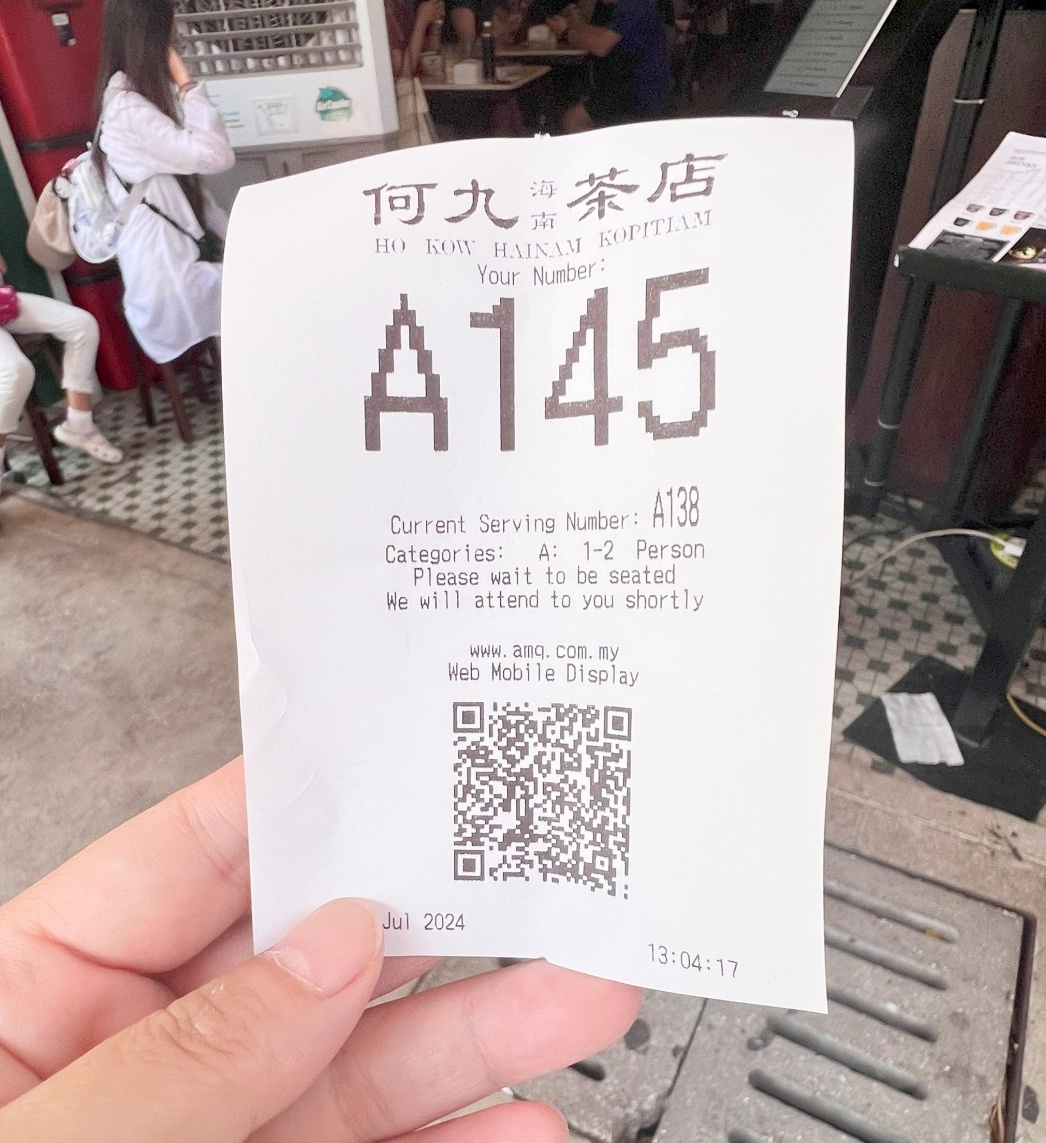 何九海南茶店
HO KOW HAINAM KOPITIAM
Your Number:
A145
Current Serving Number: A138
Categories: A: 1-2 Person
Please wait to be seated
We will attend to you shortly
www.amq.com.my
Web Mobile Display
Jul 2024
13:04:17